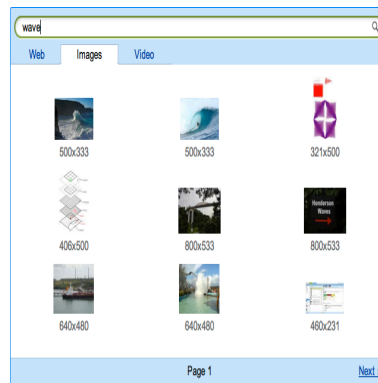 wave
Web Images Video
500x333 500x333 321x500
Henderson
Waves
406x500 800x533 800x533
640x480 640x480 460x231
Page 1 Next